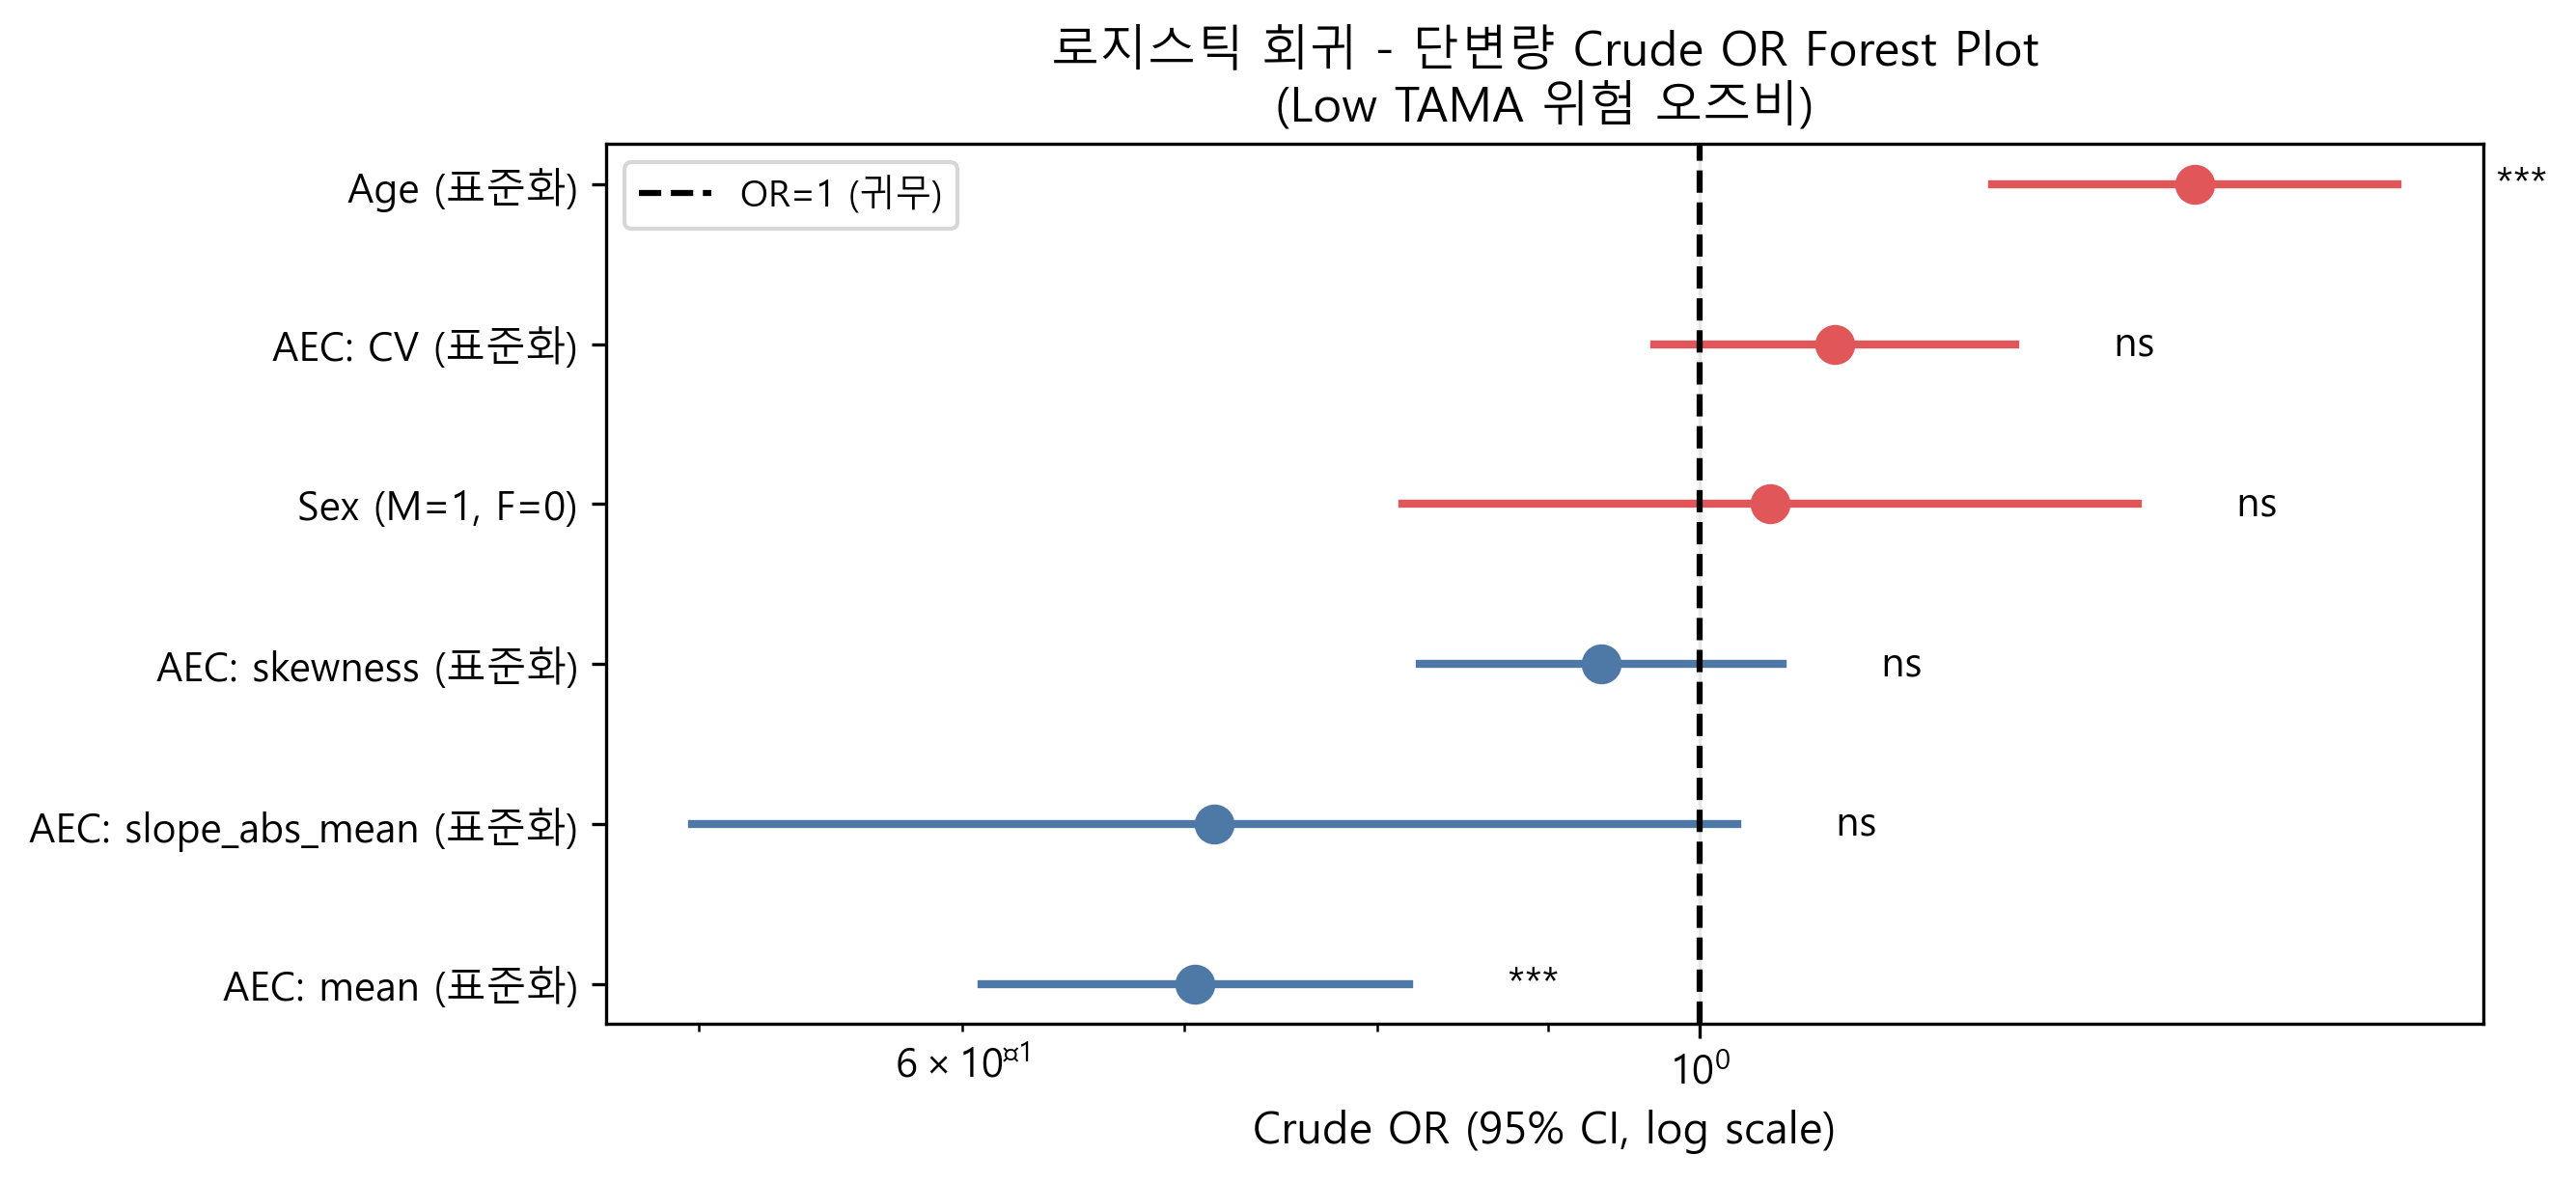 로지스틱 회귀 - 단변량 Crude OR Forest Plot
(Low TAMA 위험 오즈비)
OR=1 (귀무)
Age (표준화)
***
AEC: CV (표준화)
ns
Sex (M=1, F=0)
ns
AEC: skewness (표준화)
ns
AEC: slope_abs_mean (표준화)
ns
AEC: mean (표준화)
***
6 × 10¤1
10⁰
Crude OR (95% CI, log scale)